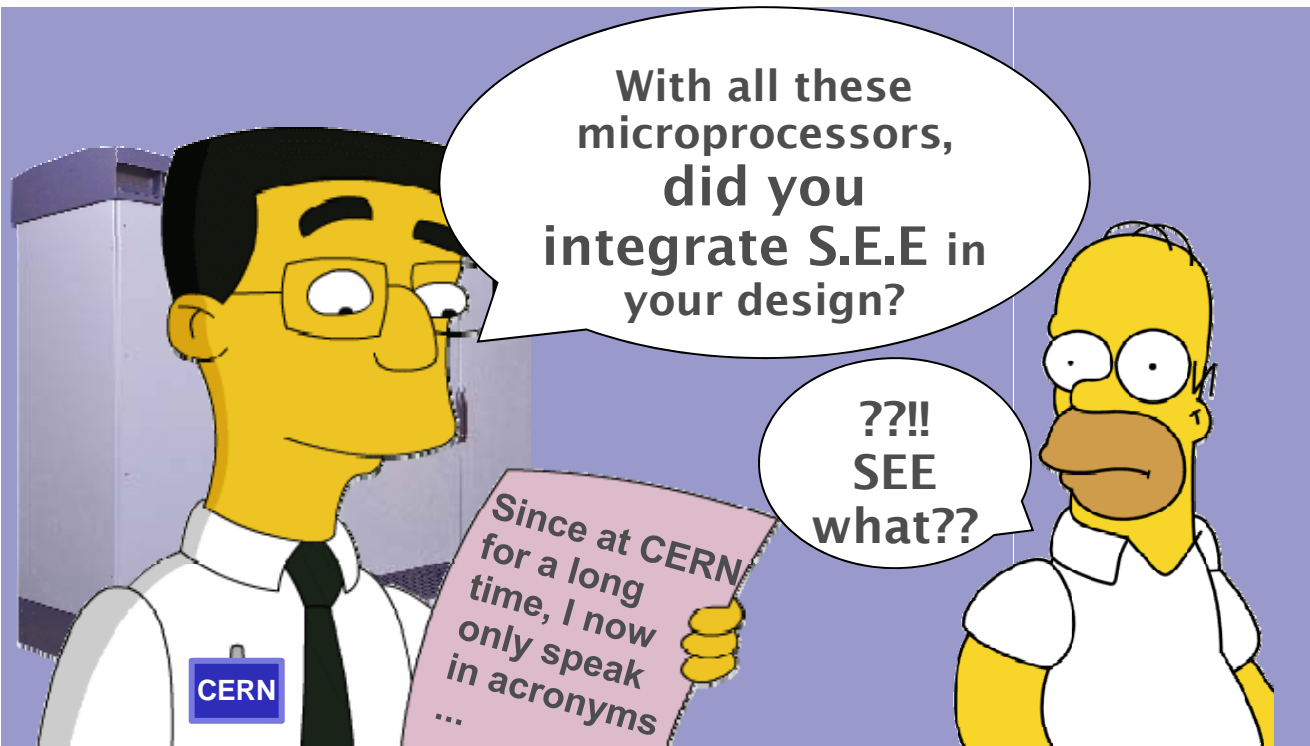 With all these
microprocessors,
did you
integrate S.E.E in
your design?
??!!
SEE
what??
Since at CERN
for a long
time, I now
only speak
in acronyms
...
CERN